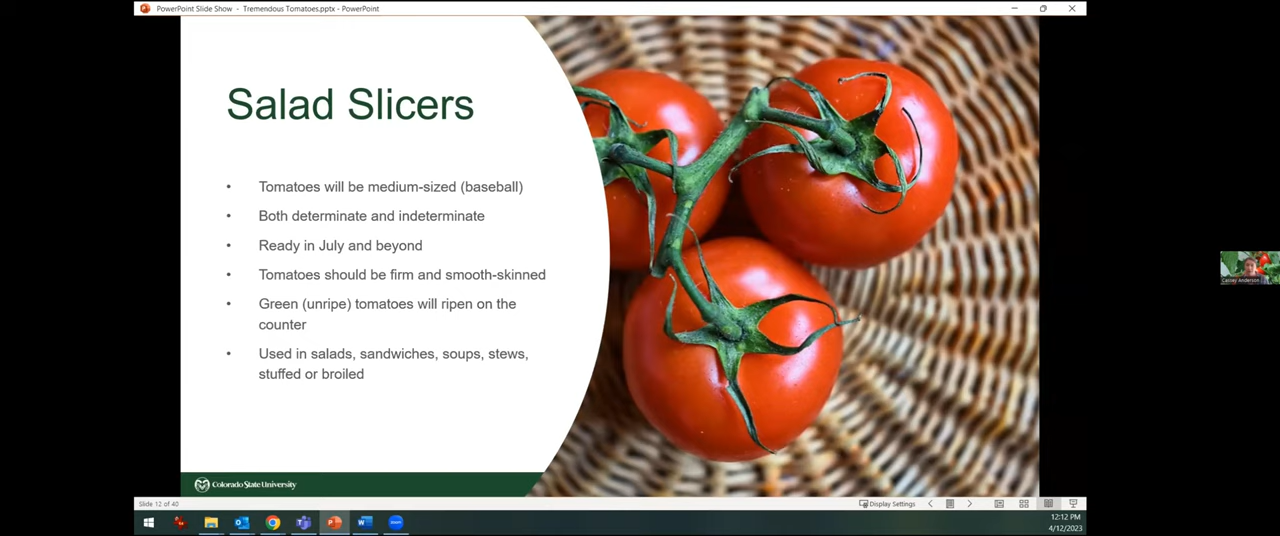 PowerPoint Slide Show - Tremendous Tomatoes.pptx - PowerPoint
Salad Slicers
• Tomatoes will be medium-sized (baseball)
• Both determinate and indeterminate
• Ready in July and beyond
• Tomatoes should be firm and smooth-skinned
• Green (unripe) tomatoes will ripen on the
counter
• Used in salads, sandwiches, soups, stews,
stuffed or broiled
Colorado State University
Cassey Anderson
Slide 12 of 40
Display Settings
12:12 PM
4/12/2023